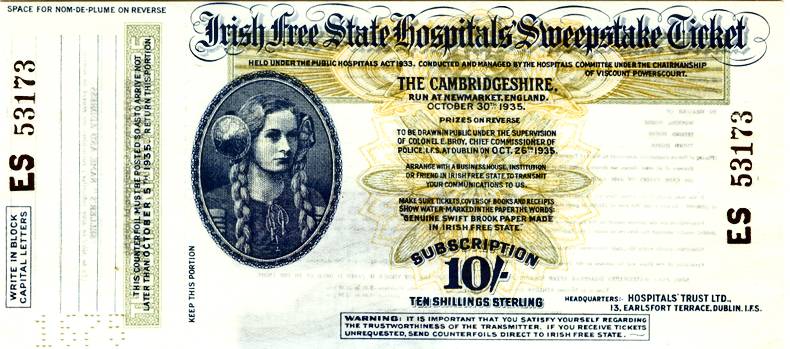 SPACE FOR NOM-DE-PLUME ON REVERSE
ES 53173
WRITE IN BLOCK
CAPITAL LETTERS
THIS COUNTERFOIL MUST BE POSTED SO AS TO ARRIVE NOT
LATER THAN OCTOBER 5TH 1935. RETURN THIS PORTION
KEEP THIS PORTION
Irish Free State Hospitals' Sweepstake Ticket
HELD UNDER THE PUBLIC HOSPITALS ACT 1933. CONDUCTED AND MANAGED BY THE HOSPITALS COMMITTEE UNDER THE CHAIRMANSHIP
OF VISCOUNT POWERSCOURT.
THE CAMBRIDGESHIRE,
RUN AT NEWMARKET, ENGLAND.
OCTOBER 30TH 1935.
PRIZES ON REVERSE
TO BE DRAWN IN PUBLIC UNDER THE SUPERVISION
OF COLONEL E. BROY, CHIEF COMMISSIONER OF
POLICE, I.F.S. AT DUBLIN ON OCT. 26TH 1935.
ARRANGE WITH A BUSINESS HOUSE, INSTITUTION
OR FRIEND IN IRISH FREE STATE TO TRANSMIT
YOUR COMMUNICATIONS TO US.
MAKE SURE TICKETS, COVERS OF BOOKS AND RECEIPTS
SHOW WATER-MARKED IN THE PAPER THE WORDS:
"GENUINE SWIFT BROOK PAPER MADE
IN IRISH FREE STATE"
SUBSCRIPTION
10/-
TEN SHILLINGS STERLING
HEADQUARTERS:- HOSPITALS' TRUST LTD.,
13, EARLSFORT TERRACE, DUBLIN. I.F.S.
WARNING: IT IS IMPORTANT THAT YOU SATISFY YOURSELF REGARDING
THE TRUSTWORTHINESS OF THE TRANSMITTER. IF YOU RECEIVE TICKETS
UNREQUESTED, SEND COUNTERFOILS DIRECT TO IRISH FREE STATE.
ES 53173